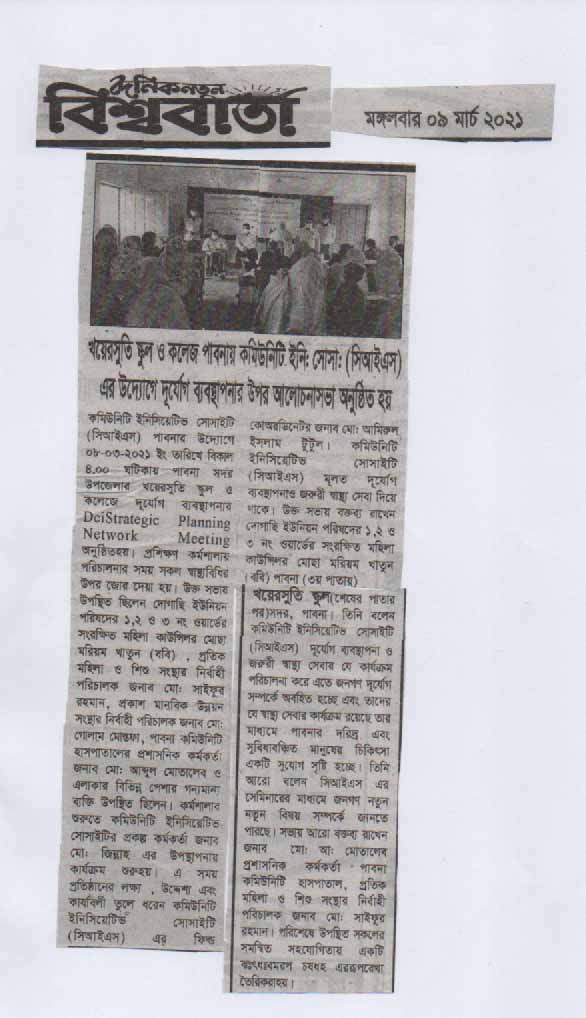 দৈনিক নতুন
বিশ্ববার্তা
মঙ্গলবার ০৯ মার্চ ২০২১
খয়েরসুতি স্কুল ও কলেজ পাবনায় কমিউনিটি ইনি: সোসা: (সিআইএস)
এর উদ্যোগে দূর্যোগ ব্যবস্থাপনার উপর আলোচনাসভা অনুষ্ঠিত হয়
কমিউনিটি ইনিসিয়েটিভ সোসাইটি
(সিআইএস) পাবনার উদ্যোগে
০৮-০৩-২০২১ ইং তারিখে বিকাল
৪.০০ ঘটিকায় পাবনা সদর
উপজেলার খয়েরসুতি স্কুল ও
কলেজে দূর্যোগ ব্যবস্থাপনার
DciStrategic Planning
Network Meeting
অনুষ্ঠিতহয়। প্রশিক্ষণ কর্মশালায়
পরিচালনার সময় সকল স্বাস্থ্যবিধির
উপর জোর দেয়া হয়। উক্ত সভায়
উপস্থিত ছিলেন দোগাছি ইউনিয়ন
পরিষদের ১,২ ও ৩ নং ওয়ার্ডের
সংরক্ষিত মহিলা কাউন্সিলর মোছা
মরিয়ম খাতুন (ববি) , প্রতিক
মহিলা ও শিশু সংস্থার নির্বাহী
পরিচালক জনাব মো: সাইফুর
রহমান, প্রকাশ মানবিক উন্নয়ন
সংস্থার নির্বাহী পরিচালক জনাব মো:
গোলাম মোস্তফা, পাবনা কমিউনিটি
হাসপাতালের প্রশাসনিক কর্মকর্তা
জনাব মো: আব্দুল মোতালেব ও
এলাকার বিভিন্ন পেশার গন্যমান্য
ব্যক্তি উপস্থিত ছিলেন। কর্মশালার
শুরুতে কমিউনিটি ইনিসিয়েটিভ
সোসাইটির প্রকল্প কর্মকর্তা জনাব
মো: জিল্লাহ এর উপস্থাপনায়
কার্যক্রম শুরুহয়। এ সময়
প্রতিষ্ঠানের লক্ষ্য , উদ্দেশ্য এবং
কার্যাবলী তুলে ধরেন কমিউনিটি
ইনিসিয়েটিভ সোসাইটি
(সিআইএস) এর ফিল্ড
কোঅরডিনেটর জনাব মো: আমিরুল
ইসলাম টুটুল। কমিউনিটি
ইনিসিয়েটিভ সোসাইটি
(সিআইএস) মূলত দূর্যোগ
ব্যবস্থাপনাও জরুরী স্বাস্থ্য সেবা দিয়ে
থাকে। উক্ত সভায় বক্তব্য রাখেন
দোগাছি ইউনিয়ন পরিষদের ১,২ ও
৩ নং ওয়ার্ডের সংরক্ষিত মহিলা
কাউন্সিলর মোছা মরিয়ম খাতুন
(ববি) পাবনা (৩য় পাতায়)
খয়েরসুতি স্কুল(শেষের পাতার
পর)সদর, পাবনা। তিনি বলেন
কমিউনিটি ইনিসিয়েটিভ সোসাইটি
(সিআইএস) দূর্যোগ ব্যবস্থাপনা ও
জরুরী স্বাস্থ্য সেবার যে কার্যক্রম
পরিচালনা করে এতে জনগণ দূর্যোগ
সম্পর্কে অবহিত হচ্ছে এবং তাদের
যে স্বাস্থ্য সেবার কার্যক্রম রয়েছে তার
মাধ্যমে পাবনার দরিদ্র এবং
সুবিধাবঞ্চিত মানুষের চিকিৎসা
একটি সুযোগ সৃষ্টি হচ্ছে। তিনি
আরো বলেন সিআইএস এর
সেমিনারের মাধ্যমে জনগণ নতুন
নতুন বিষয় সম্পর্কে জানতে
পারছে। সভায় আরো বক্তব্য রাখেন
জনাব মো: আ: মোতালেব
প্রশাসনিক কর্মকর্তা পাবনা
কমিউনিটি হাসপাতাল, প্রতিক
মহিলা ও শিশু সংস্থার নির্বাহী
পরিচালক জনাব মো: সাইফুর
রহমান। পরিশেষে উপস্থিত সকলের
সমন্বিত সহযোগিতায় একটি
চষধহ এররূপরেখা
তৈরিকরাহয়।